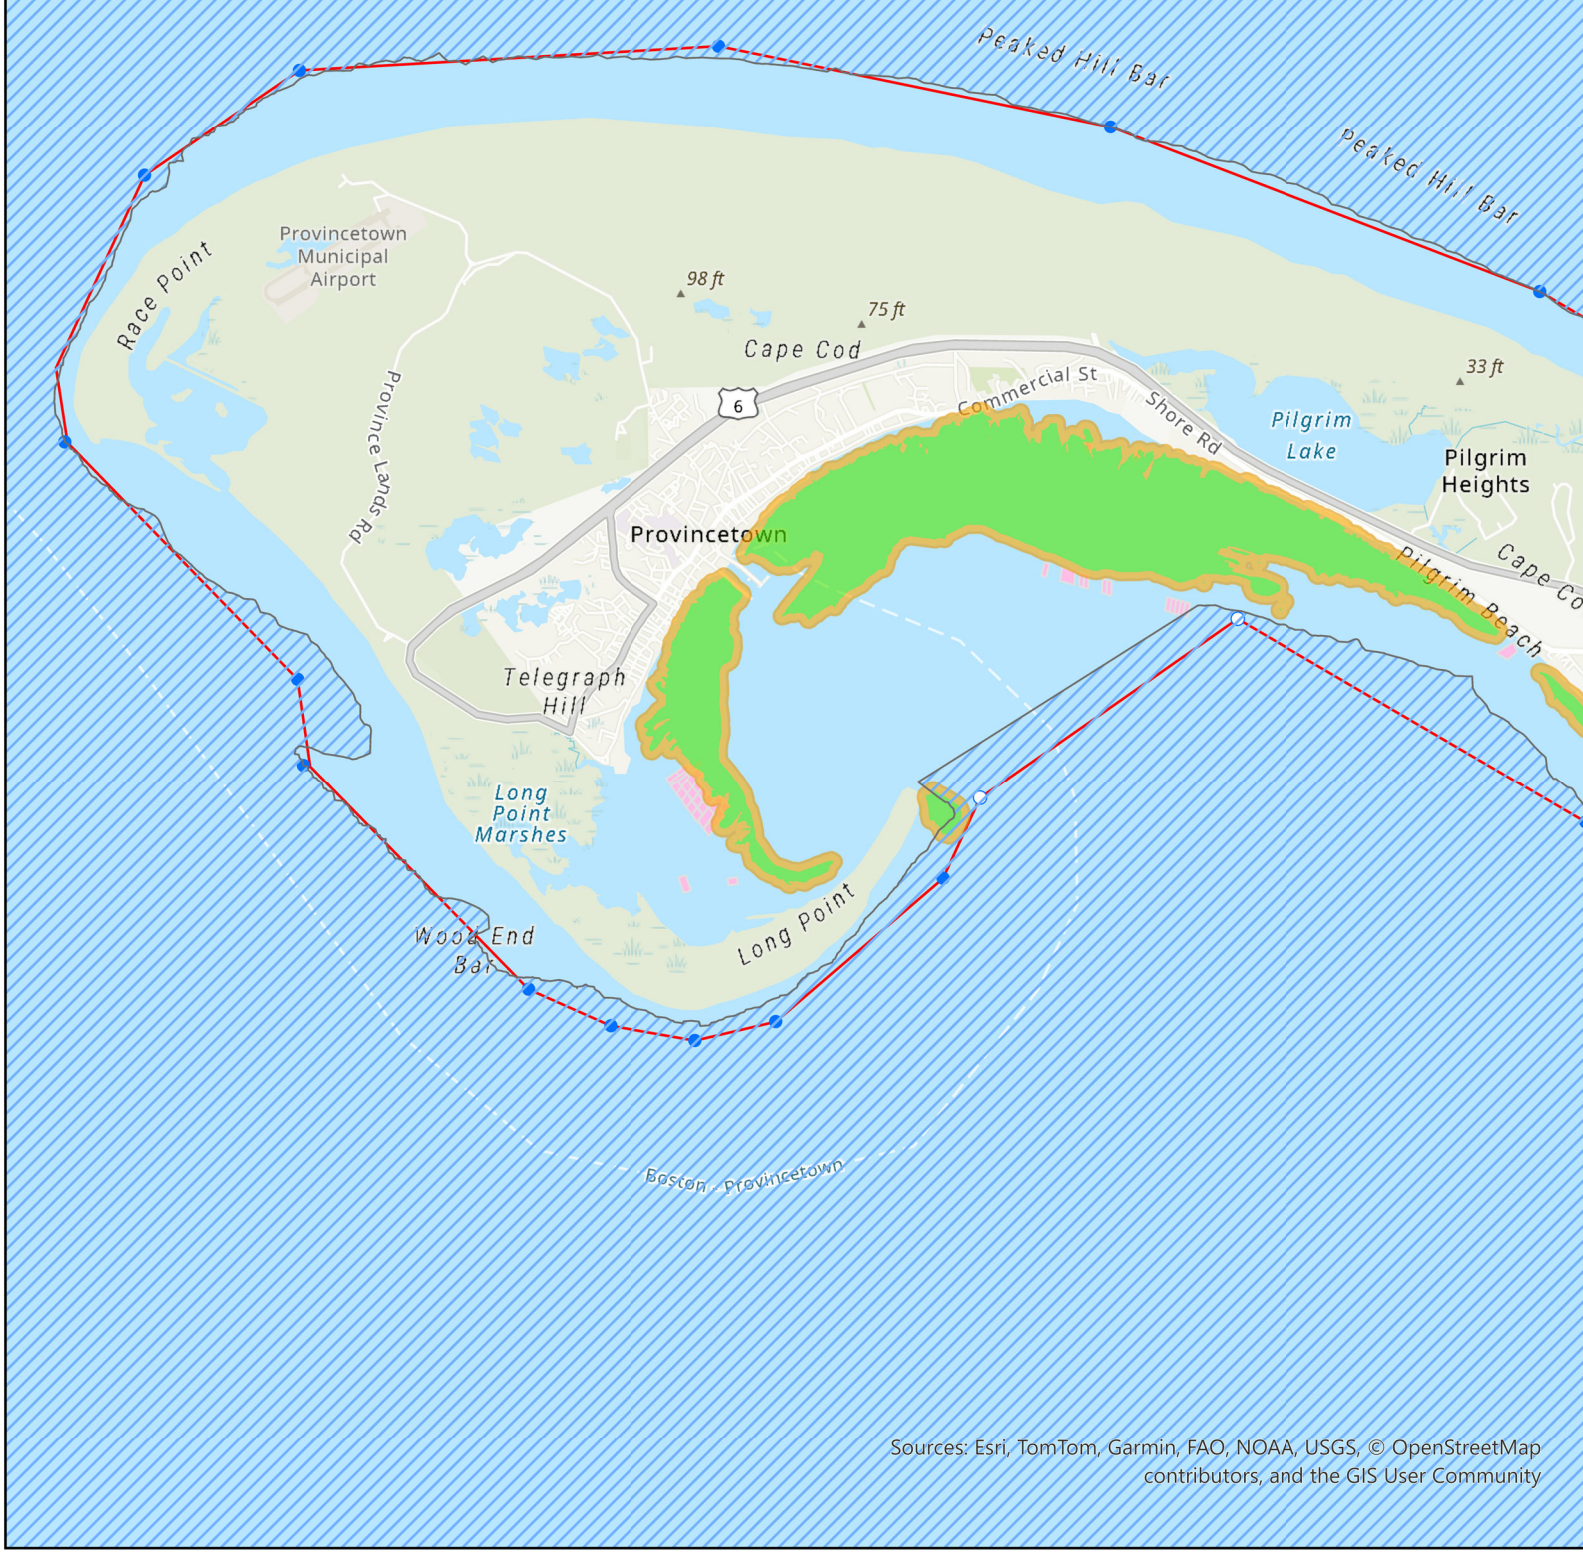 Peaked Hill Bar
Peaked Hill Bar
Provincetown
Municipal
Airport
Race Point
98 ft
75 ft
Cape Cod
33 ft
6
Commercial St
Shore Rd
Pilgrim
Lake
Pilgrim
Heights
Province Lands Rd
Provincetown
Pilgrim Beach
Cape Co
Telegraph
Hill
Long
Point
Marshes
Long Point
Wood End
Bar
Boston - Provincetown
Sources: Esri, TomTom, Garmin, FAO, NOAA, USGS, © OpenStreetMap
contributors, and the GIS User Community